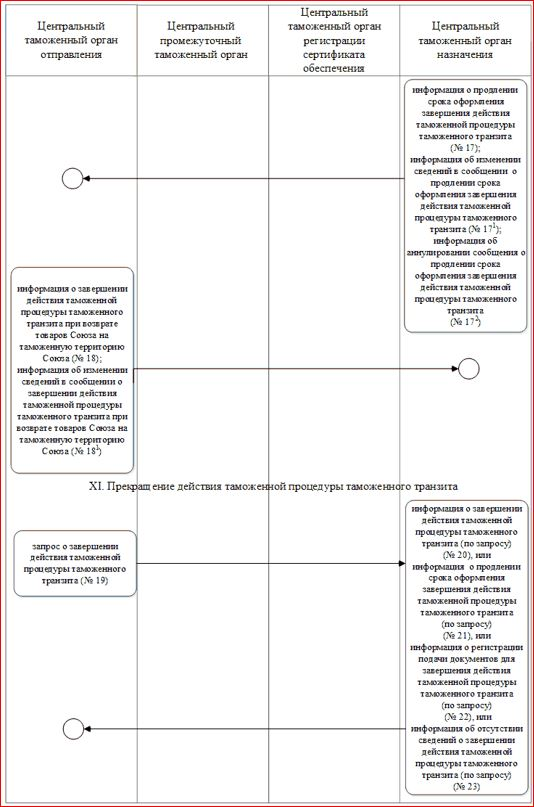 Центральный
таможенный орган
отправления
Центральный
промежуточный
таможенный орган
Центральный
таможенный орган
регистрации
сертификата
обеспечения
Центральный
таможенный орган
назначения
информация о продлении
срока оформления
завершения действия
таможенной процедуры
таможенного транзита
(№ 17);
информация об изменении
сведений в сообщении о
продлении срока
оформления завершения
действия таможенной
процедуры таможенного
транзита (№ 17¹);
информация об
аннулировании сообщения о
продлении срока
оформления завершения
действия таможенной
процедуры таможенного
транзита
(№ 17²)
информация о завершении
действия таможенной
процедуры таможенного
транзита при возврате
товаров Союза на
таможенную территорию
Союза (№ 18);
информация об изменении
сведений в сообщении о
завершении действия
таможенной процедуры
таможенного транзита при
возврате товаров Союза на
таможенную территорию
Союза (№ 18¹)
XI. Прекращение действия таможенной процедуры таможенного транзита
запрос о завершении
действия таможенной
процедуры таможенного
транзита (№ 19)
информация о завершении
действия таможенной
процедуры таможенного
транзита (по запросу)
(№ 20), или
информация о продлении
срока оформления
завершения действия
таможенной процедуры
таможенного транзита
(по запросу)
(№ 21), или
информация о регистрации
подачи документов для
завершения действия
таможенной процедуры
таможенного транзита
(по запросу)
(№ 22), или
информация об отсутствии
сведений о завершении
действия таможенной
процедуры таможенного
транзита (по запросу)
(№ 23)